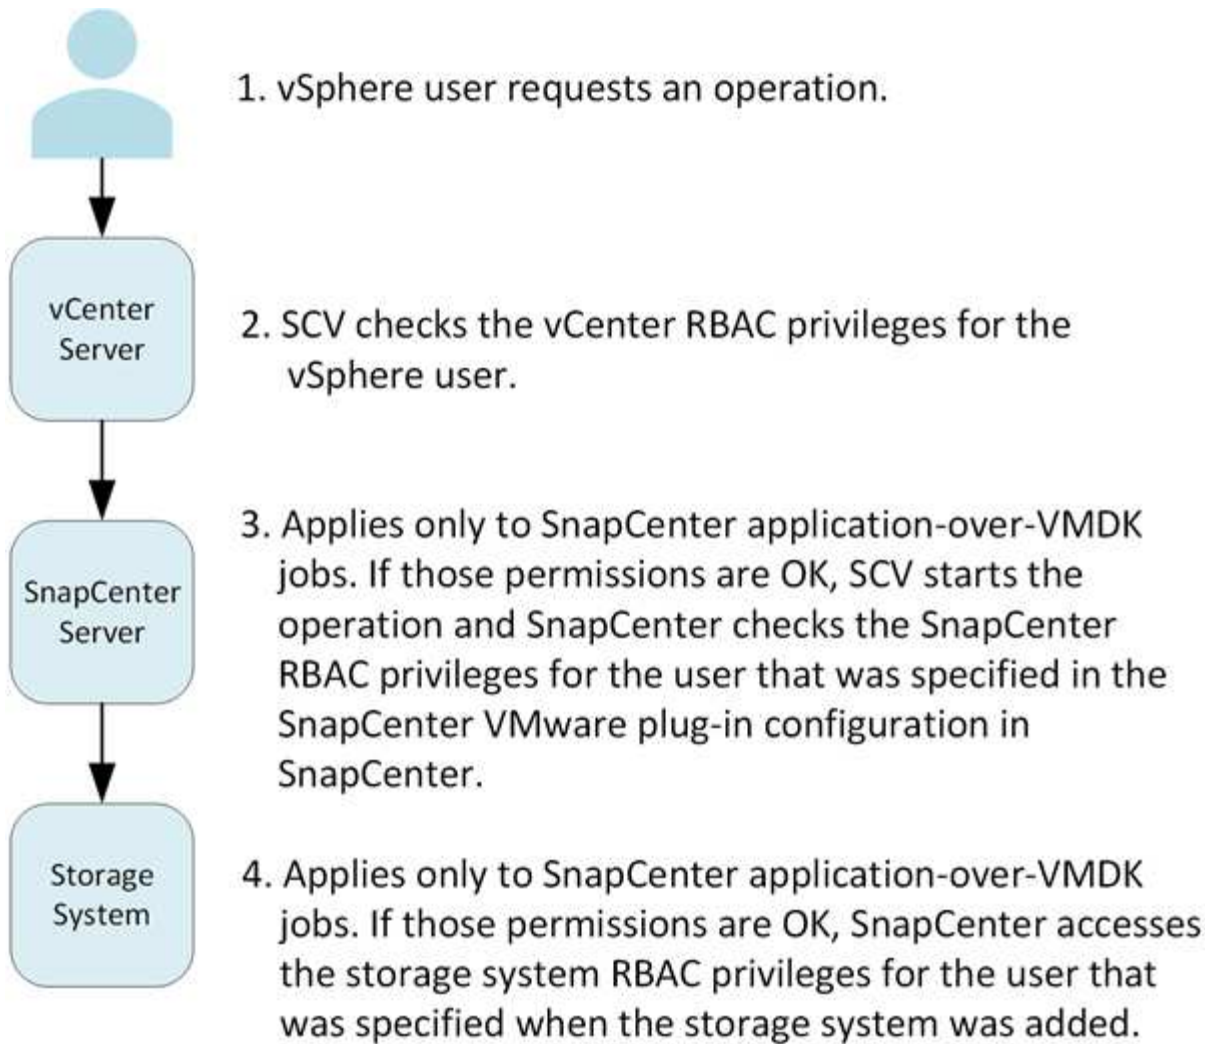 1. vSphere user requests an operation.
vCenter
Server
2. SCV checks the vCenter RBAC privileges for the
vSphere user.
SnapCenter
Server
3. Applies only to SnapCenter application-over-VMDK
jobs. If those permissions are OK, SCV starts the
operation and SnapCenter checks the SnapCenter
RBAC privileges for the user that was specified in the
SnapCenter VMware plug-in configuration in
SnapCenter.
Storage
System
4. Applies only to SnapCenter application-over-VMDK
jobs. If those permissions are OK, SnapCenter accesses
the storage system RBAC privileges for the user that
was specified when the storage system was added.